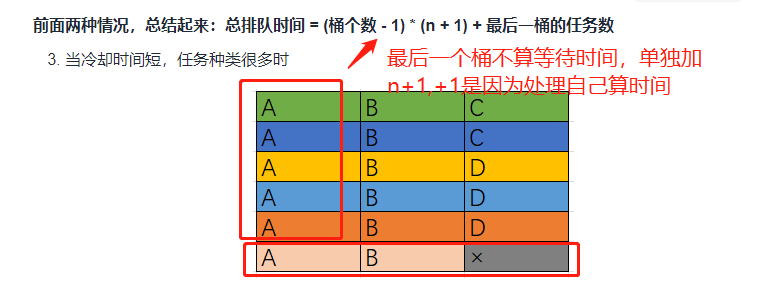 前面两种情况，总结起来：总排队时间 = (桶个数 - 1) * (n + 1) + 最后一桶的任务数
3. 当冷却时间短，任务种类很多时
最后一个桶不算等待时间，单独加
n+1,+1是因为处理自己算时间
A B C
A B C
A B D
A B D
A B D
A B ×